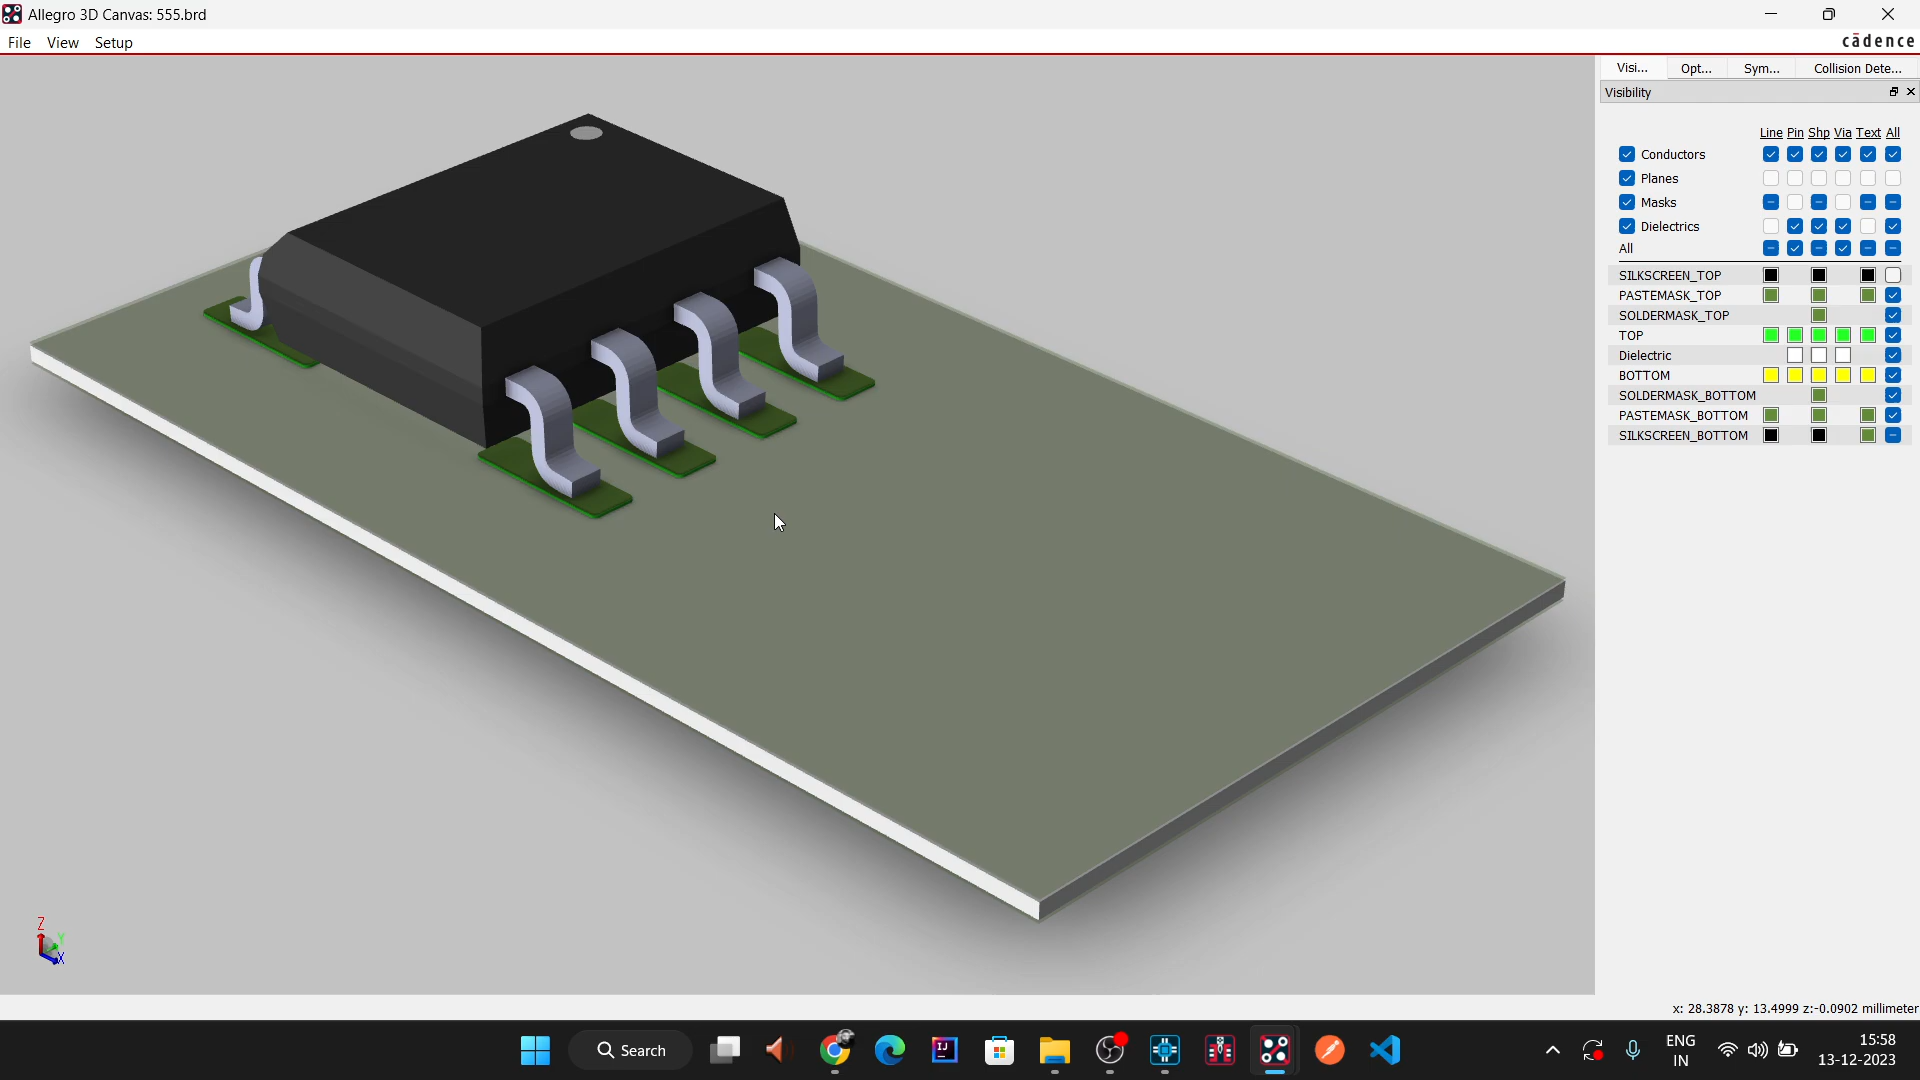 Allegro 3D Canvas: 555.brd
File View Setup
cādence
Visi... Opt... Sym... Collision Dete...
Visibility
Line Pin Shp Via Text All
Conductors
Planes
Masks
Dielectrics
All
SILKSCREEN_TOP
PASTEMASK_TOP
SOLDERMASK_TOP
TOP
Dielectric
BOTTOM
SOLDERMASK_BOTTOM
PASTEMASK_BOTTOM
SILKSCREEN_BOTTOM
Z
Y
X
x: 28.3878 y: 13.4999 z:-0.0902 millimeter
Search
IJ
ENG
IN
15:58
13-12-2023